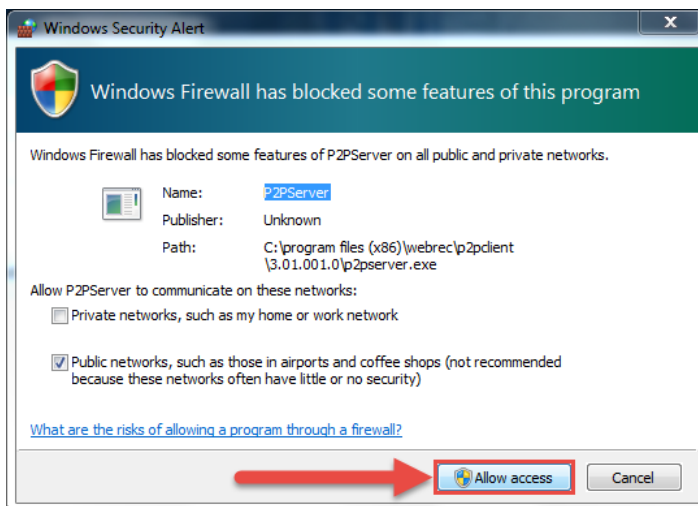 Windows Security Alert
x
Windows Firewall has blocked some features of this program
Windows Firewall has blocked some features of P2PServer on all public and private networks.
Name: P2PServer
Publisher: Unknown
Path: C:\program files (x86)\webrec\p2pclient
\3.01.001.0\p2pserver.exe
Allow P2PServer to communicate on these networks:
Private networks, such as my home or work network
Public networks, such as those in airports and coffee shops (not recommended
because these networks often have little or no security)
What are the risks of allowing a program through a firewall?
Allow access Cancel